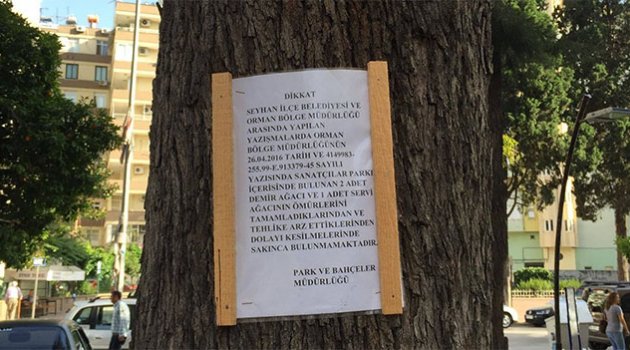 DİKKAT
SEYHAN İLÇE BELEDİYESİ VE
ORMAN BÖLGE MÜDÜRLÜĞÜ
ARASINDA YAPILAN
YAZIŞMALARDA ORMAN
BÖLGE MÜDÜRLÜĞÜNÜN
26.04.2016 TARİH VE 4149983-
255.99-E.913379-45 SAYILI
YAZISINDA SANATÇILAR PARKI
İÇERİSİNDE BULUNAN 2 ADET
DEMİR AĞACI VE 1 ADET SERVİ
AĞACININ ÖMÜRLERİNİ
TAMAMLADIKLARINDAN VE
TEHLİKE ARZ ETTİKLERİNDEN
DOLAYI KESİLMELERİNDE
SAKINCA BULUNMAMAKTADIR.
PARK VE BAHÇELER
MÜDÜRLÜĞÜ